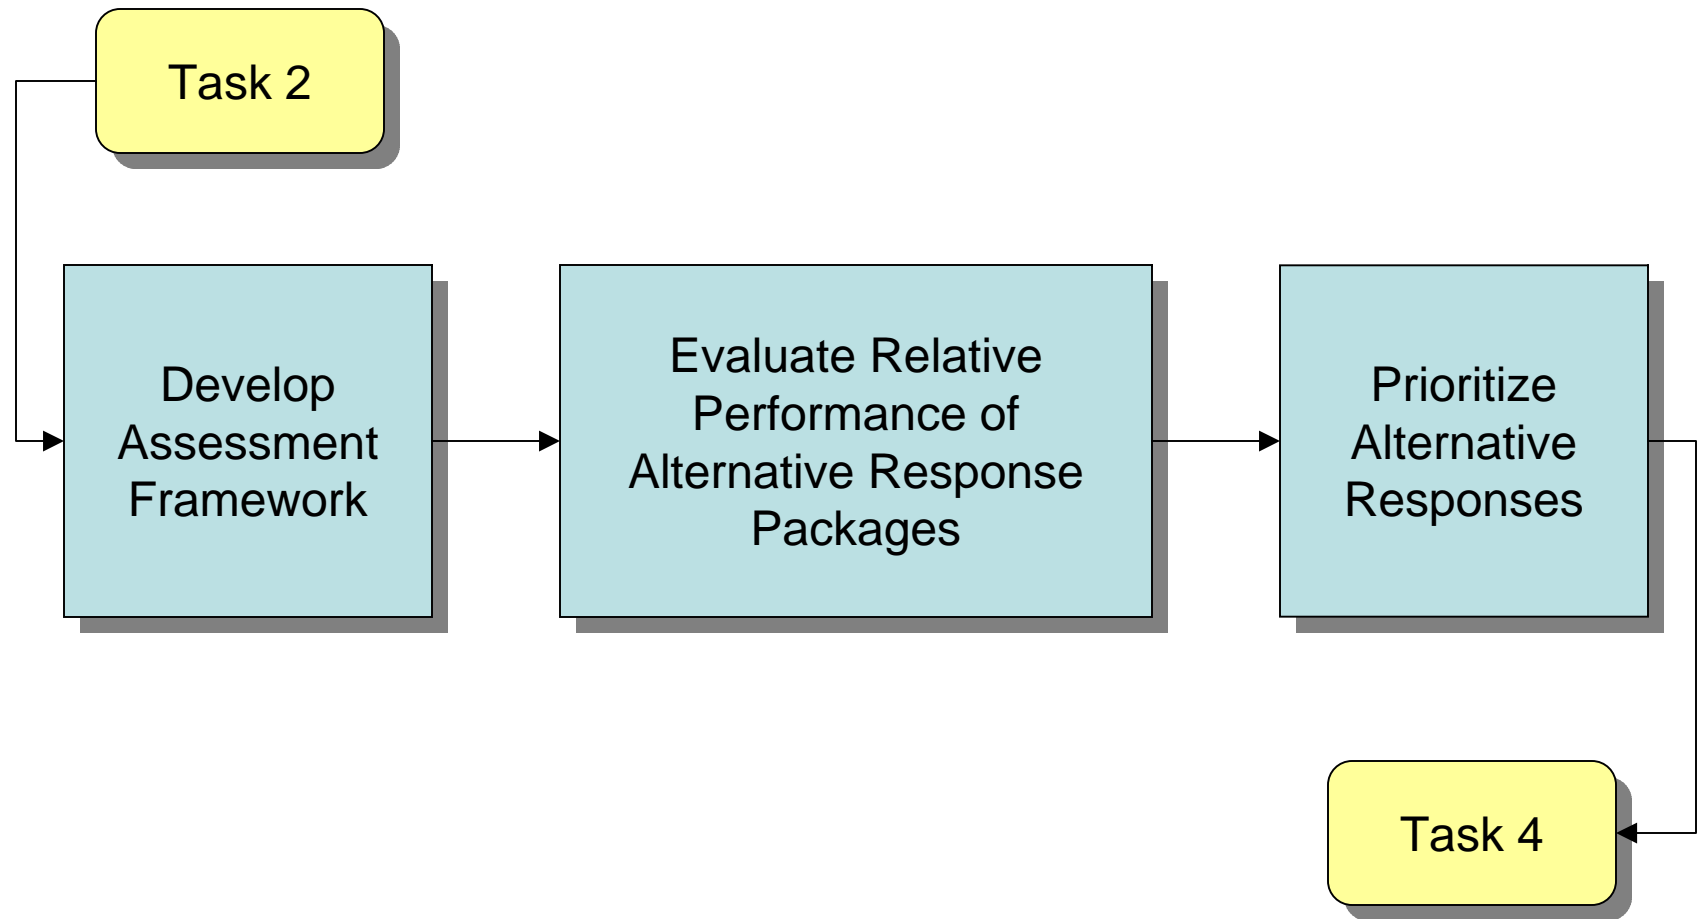 Task 2
Develop
Assessment
Framework
Evaluate Relative
Performance of
Alternative Response
Packages
Prioritize
Alternative
Responses
Task 4